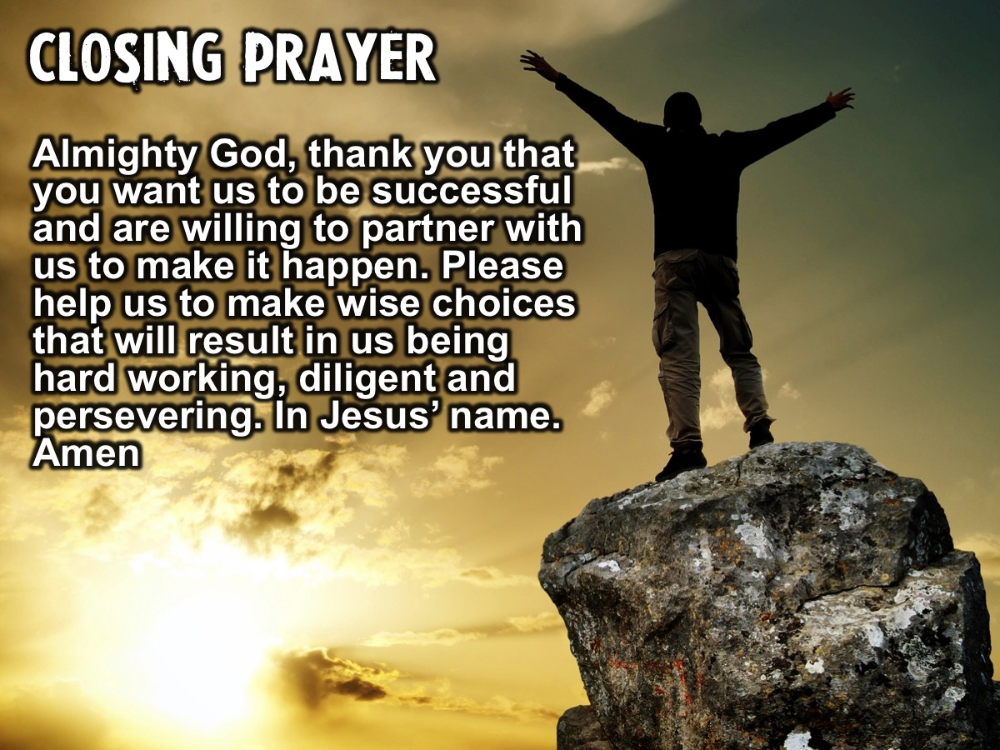 CLOSING PRAYER
Almighty God, thank you that
you want us to be successful
and are willing to partner with
us to make it happen. Please
help us to make wise choices
that will result in us being
hard working, diligent and
persevering. In Jesus’ name.
Amen